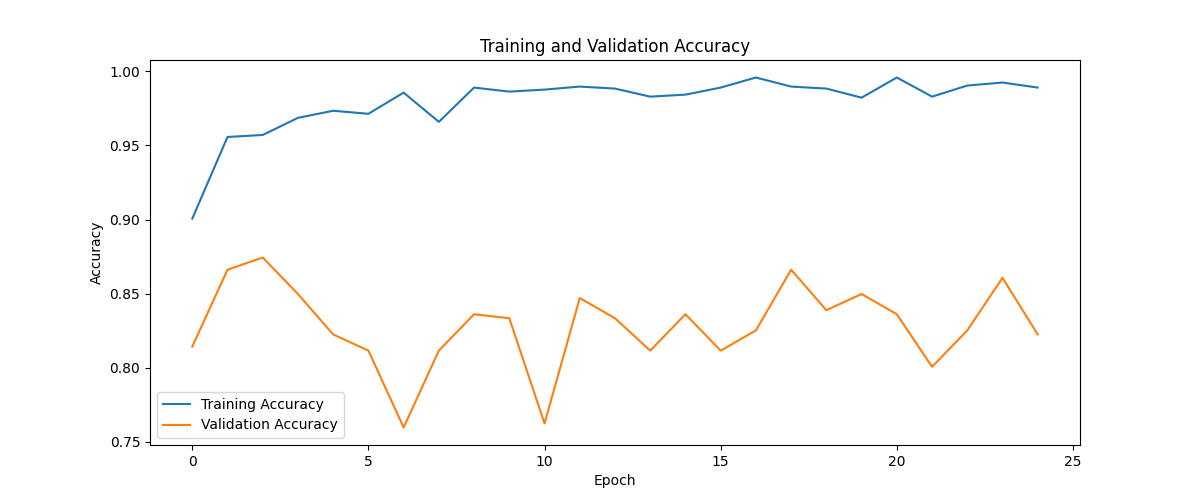 Training and Validation Accuracy
1.00
0.95
0.90
0.85
0.80
0.75
Accuracy
Training Accuracy
Validation Accuracy
0 5 10 15 20 25
Epoch